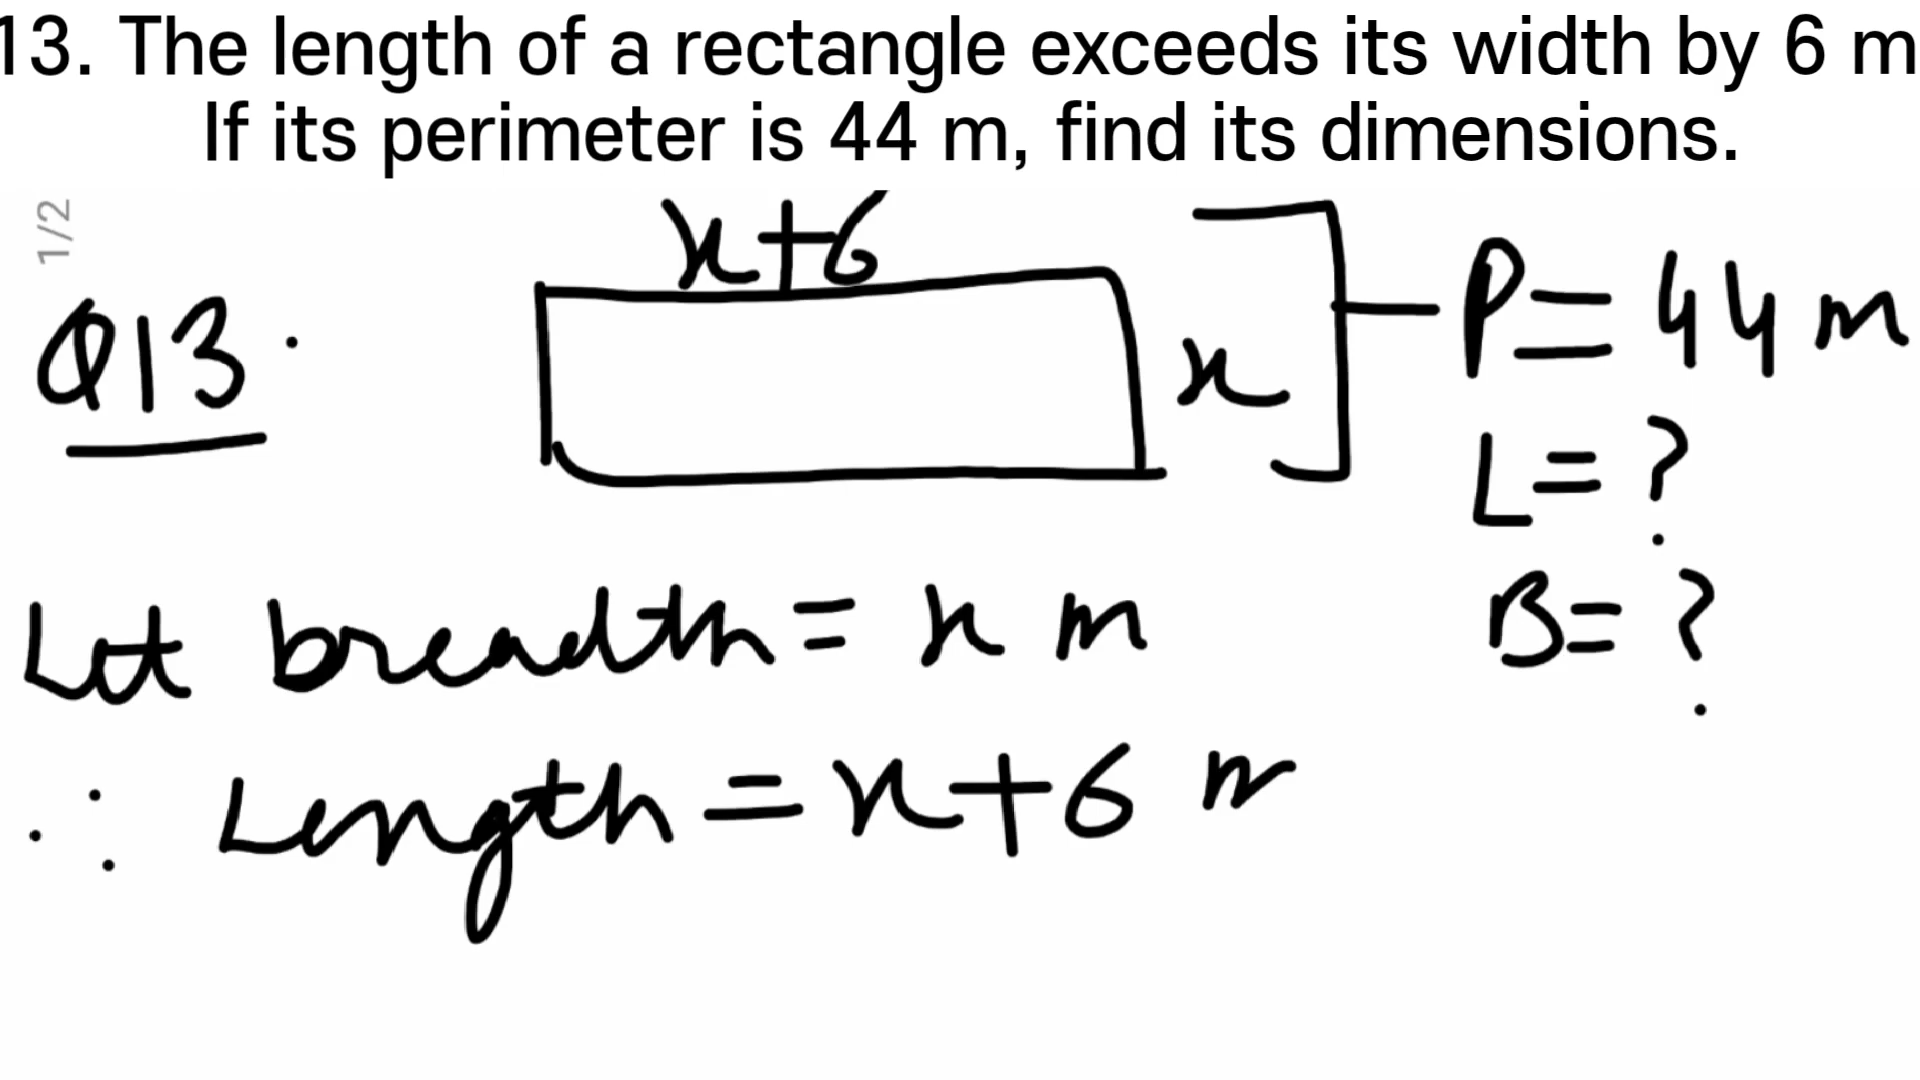 13. The length of a rectangle exceeds its width by 6 m
If its perimeter is 44 m, find its dimensions.
1/2
Q13.
x+6
x
P = 44 m
L = ?
B = ?
Let breadth = x m
∴ Length = x+6 m